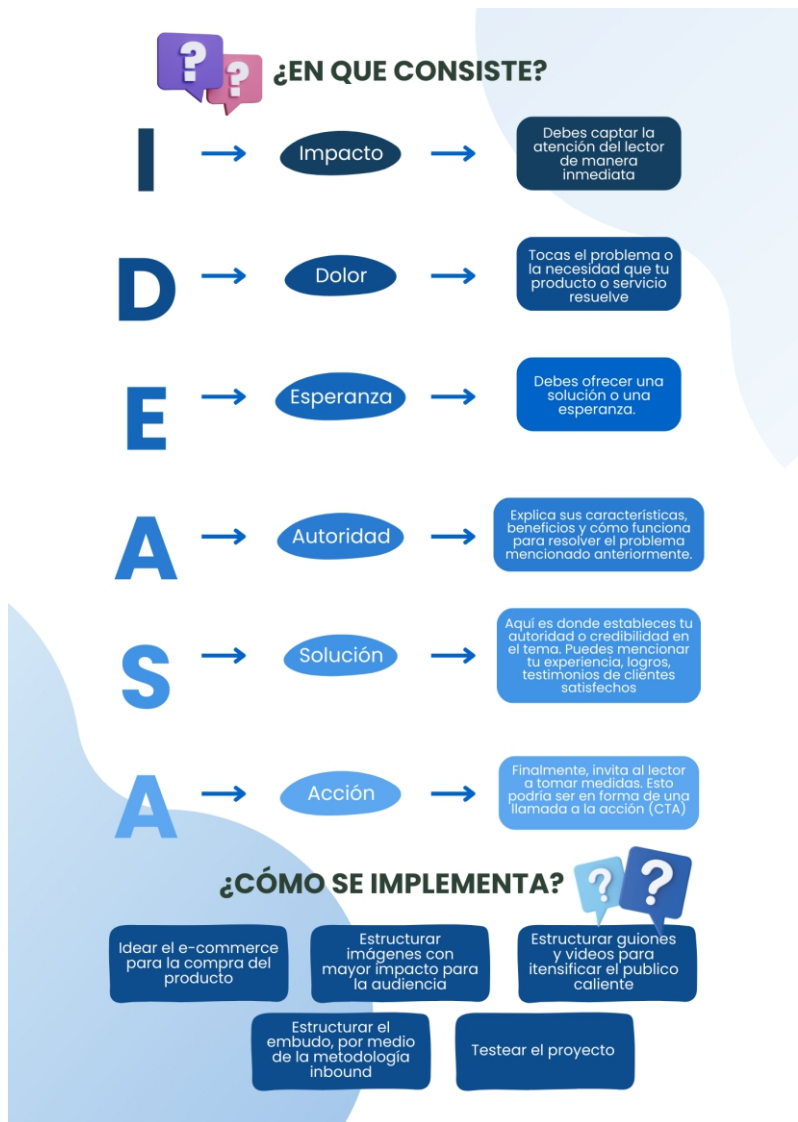 ¿EN QUE CONSISTE?
I
Impacto
Debes captar la
atención del lector
de manera
inmediata
D
Dolor
Tocas el problema o
la necesidad que tu
producto o servicio
resuelve
E
Esperanza
Debes ofrecer una
solución o una
esperanza.
A
Autoridad
Explica sus características,
beneficios y cómo funciona
para resolver el problema
mencionado anteriormente.
S
Solución
Aquí es donde estableces tu
autoridad o credibilidad en
el tema. Puedes mencionar
tu experiencia, logros,
testimonios de clientes
satisfechos
A
Acción
Finalmente, invita al lector
a tomar medidas. Esto
podría ser en forma de una
llamada a la acción (CTA)
¿CÓMO SE IMPLEMENTA?
Idear el e-commerce
para la compra del
producto
Estructurar
imágenes con
mayor impacto para
la audiencia
Estructurar guiones
y videos para
itensificar el publico
caliente
Estructurar el
embudo, por medio
de la metodología
inbound
Testear el proyecto